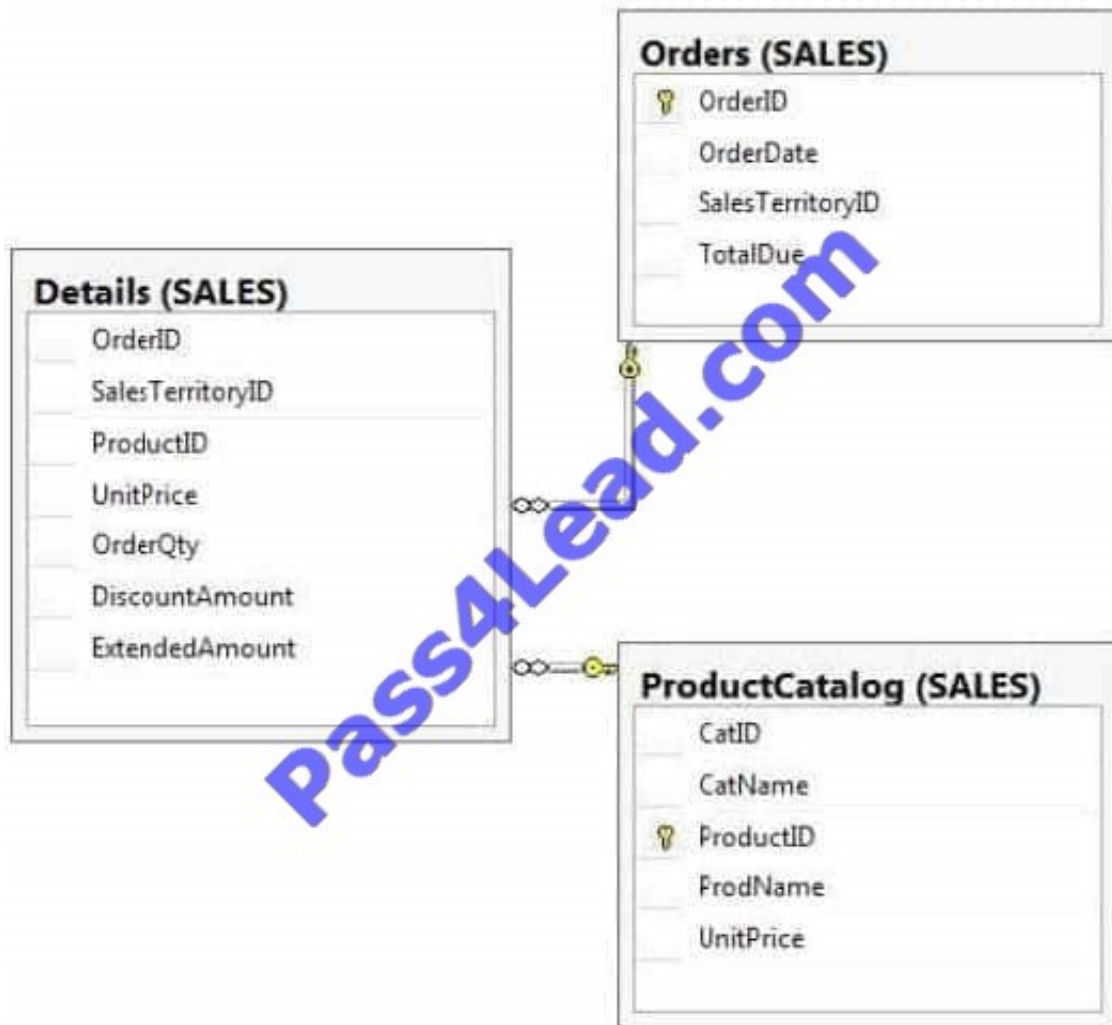 Orders (SALES)
OrderID
OrderDate
SalesTerritoryID
TotalDue
Details (SALES)
OrderID
SalesTerritoryID
ProductID
UnitPrice
OrderQty
DiscountAmount
ExtendedAmount
ProductCatalog (SALES)
CatID
CatName
ProductID
ProdName
UnitPrice
Pass4Lead.com